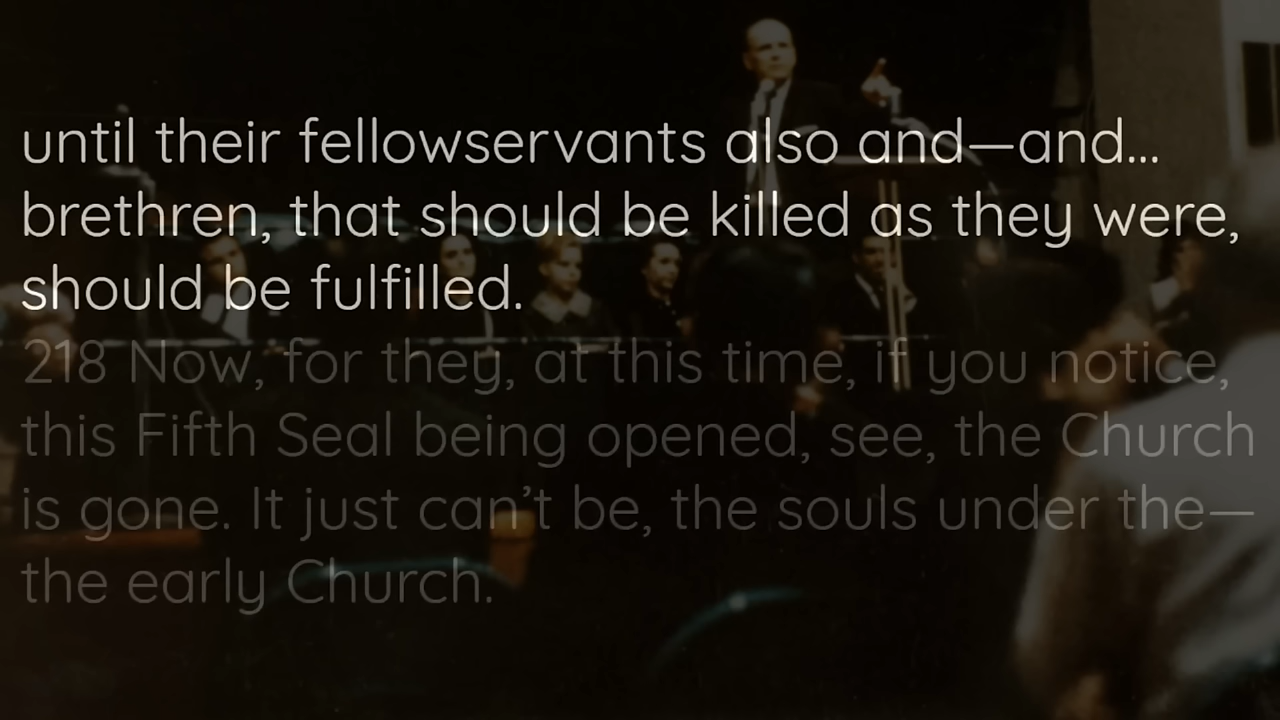 until their fellowservants also and—and...
brethren, that should be killed as they were,
should be fulfilled.
218 Now, for they, at this time, if you notice,
this Fifth Seal being opened, see, the Church
is gone. It just can’t be, the souls under the—
the early Church.